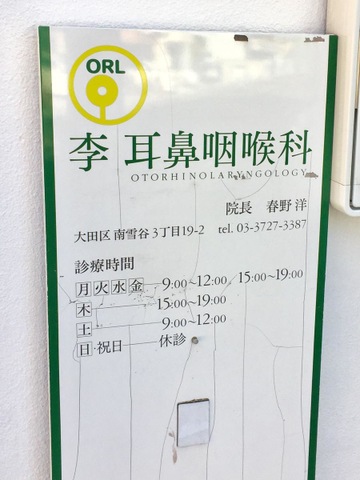 ORL
李 耳鼻咽喉科
OTORHINOLARYNGOLOGY
院長 春野 洋
大田区 南雪谷 3丁目19-2 tel. 03-3727-3387
診療時間
月火水金 9:00~12:00, 15:00~19:00
木 15:00~19:00
土 9:00~12:00
日・祝日 休診